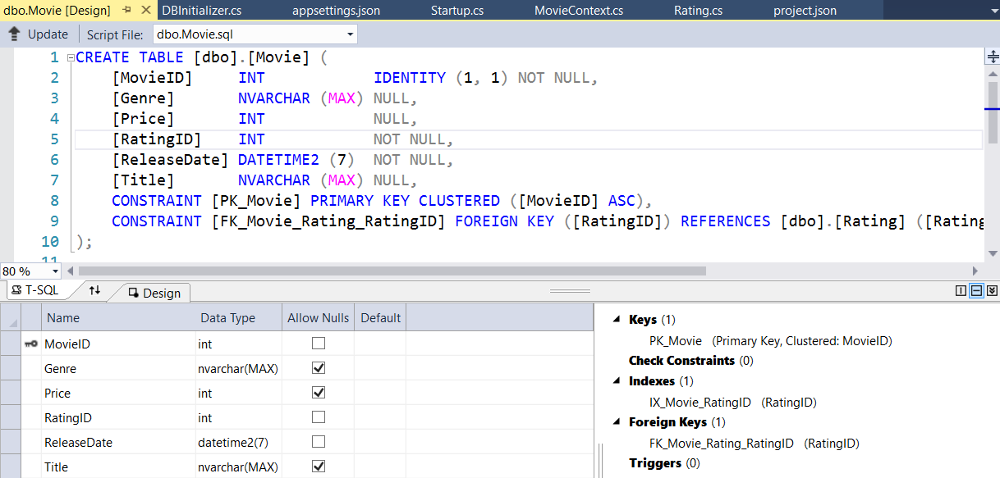 dbo.Movie [Design] DBInitializer.cs appsettings.json Startup.cs MovieContext.cs Rating.cs project.json
Update Script File: dbo.Movie.sql
1 CREATE TABLE [dbo].[Movie] (
2 [MovieID] INT IDENTITY (1, 1) NOT NULL,
3 [Genre] NVARCHAR (MAX) NULL,
4 [Price] INT NULL,
5 [RatingID] INT NOT NULL,
6 [ReleaseDate] DATETIME2 (7) NOT NULL,
7 [Title] NVARCHAR (MAX) NULL,
8 CONSTRAINT [PK_Movie] PRIMARY KEY CLUSTERED ([MovieID] ASC),
9 CONSTRAINT [FK_Movie_Rating_RatingID] FOREIGN KEY ([RatingID]) REFERENCES [dbo].[Rating] ([Rating
10 );
11
80 %
T-SQL Design
Name Data Type Allow Nulls Default
MovieID int
Genre nvarchar(MAX)
Price int
RatingID int
ReleaseDate datetime2(7)
Title nvarchar(MAX)
Keys (1)
PK_Movie (Primary Key, Clustered: MovieID)
Check Constraints (0)
Indexes (1)
IX_Movie_RatingID (RatingID)
Foreign Keys (1)
FK_Movie_Rating_RatingID (RatingID)
Triggers (0)